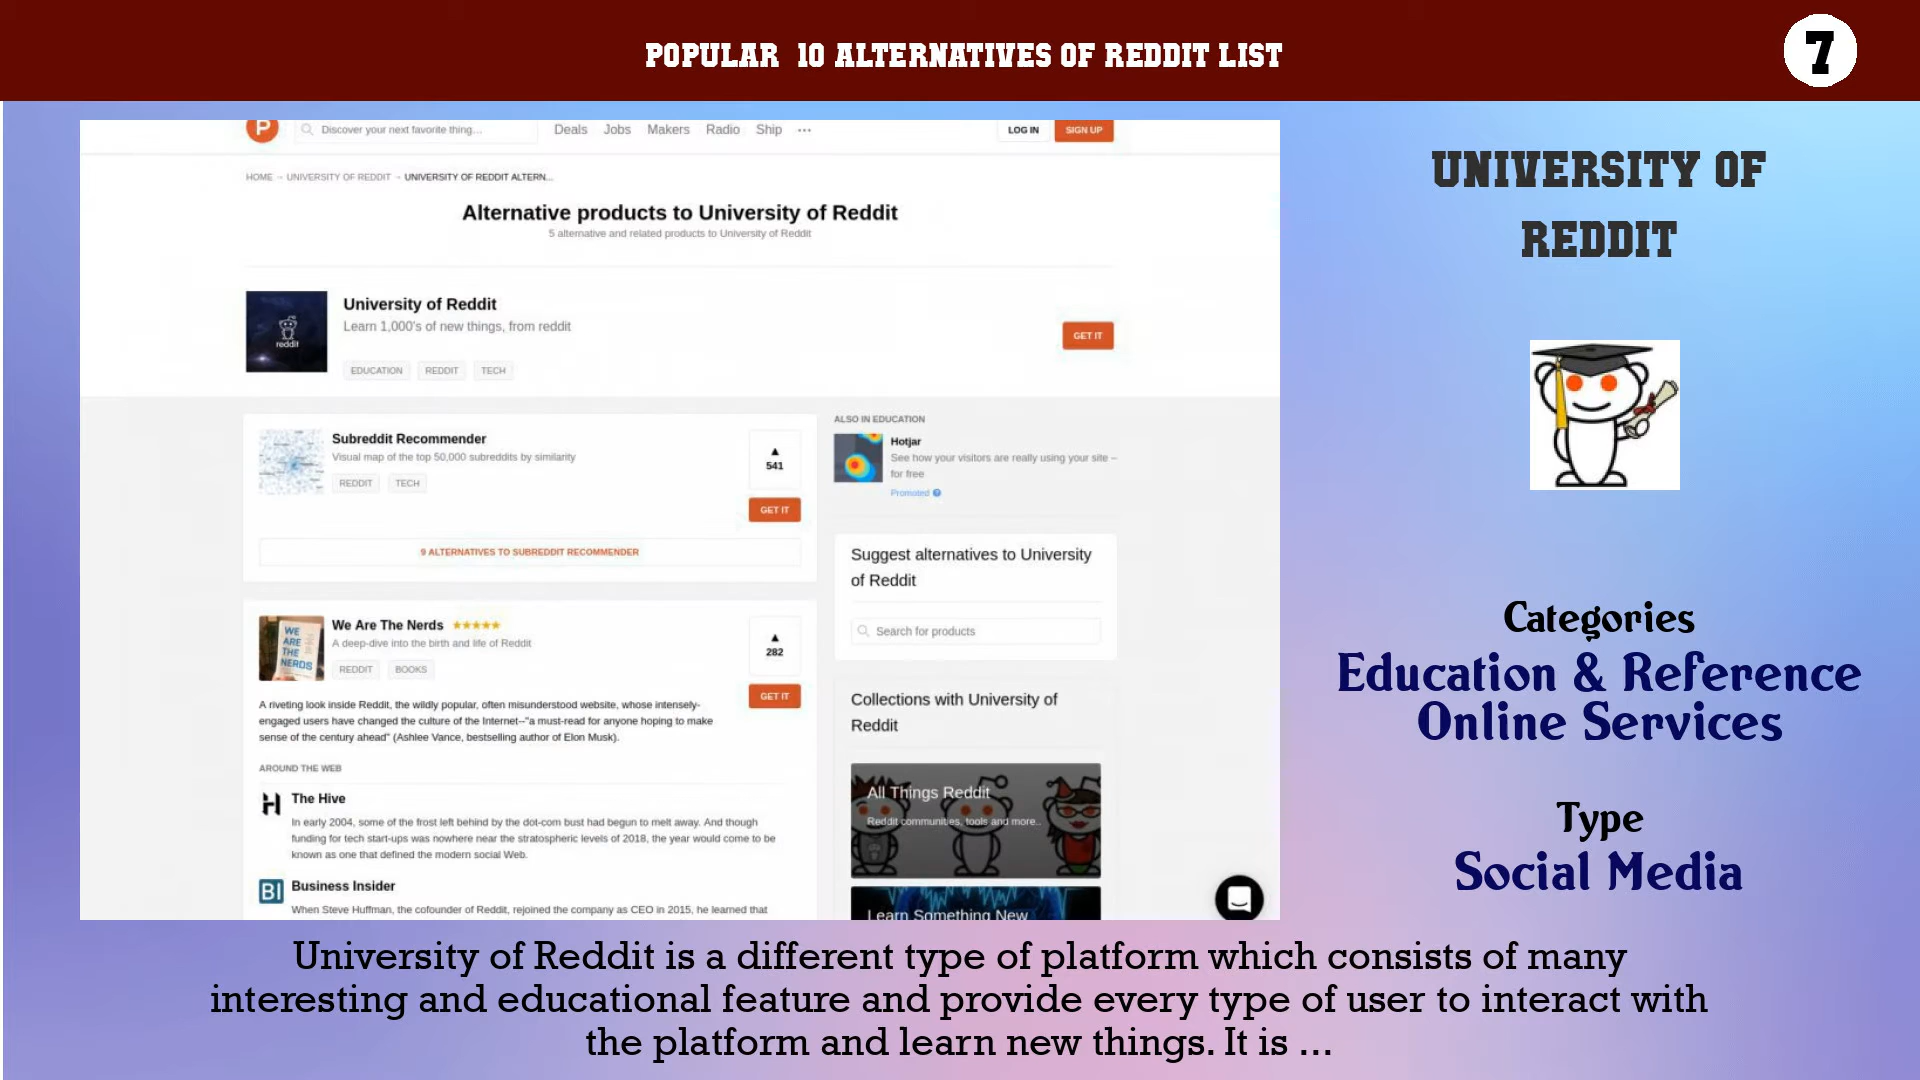 POPULAR 10 ALTERNATIVES OF REDDIT LIST
7
P
Discover your next favorite thing...
Deals Jobs Makers Radio Ship ...
LOG IN SIGN UP
HOME → UNIVERSITY OF REDDIT → UNIVERSITY OF REDDIT ALTERN...
Alternative products to University of Reddit
5 alternative and related products to University of Reddit
reddit
University of Reddit
Learn 1,000's of new things, from reddit
EDUCATION REDDIT TECH
GET IT
Subreddit Recommender
Visual map of the top 50,000 subreddits by similarity
REDDIT TECH
541
GET IT
9 ALTERNATIVES TO SUBREDDIT RECOMMENDER
WE
ARE
THE
NERDS
We Are The Nerds
A deep-dive into the birth and life of Reddit
REDDIT BOOKS
282
GET IT
A riveting look inside Reddit, the wildly popular, often misunderstood website, whose intensely-
engaged users have changed the culture of the Internet--"a must-read for anyone hoping to make
sense of the century ahead" (Ashlee Vance, bestselling author of Elon Musk).
AROUND THE WEB
The Hive
In early 2004, some of the frost left behind by the dot-com bust had begun to melt away. And though
funding for tech start-ups was nowhere near the stratospheric levels of 2018, the year would come to be
known as one that defined the modern social Web.
BI
Business Insider
When Steve Huffman, the cofounder of Reddit, rejoined the company as CEO in 2015, he learned that
ALSO IN EDUCATION
Hotjar
See how your visitors are really using your site –
for free
Promoted ?
Suggest alternatives to University
of Reddit
Search for products
Collections with University of
Reddit
All Things Reddit
Reddit communities, tools and more..
Learn Something New
UNIVERSITY OF
REDDIT
Categories
Education & Reference
Online Services
Type
Social Media
University of Reddit is a different type of platform which consists of many
interesting and educational feature and provide every type of user to interact with
the platform and learn new things. It is ...